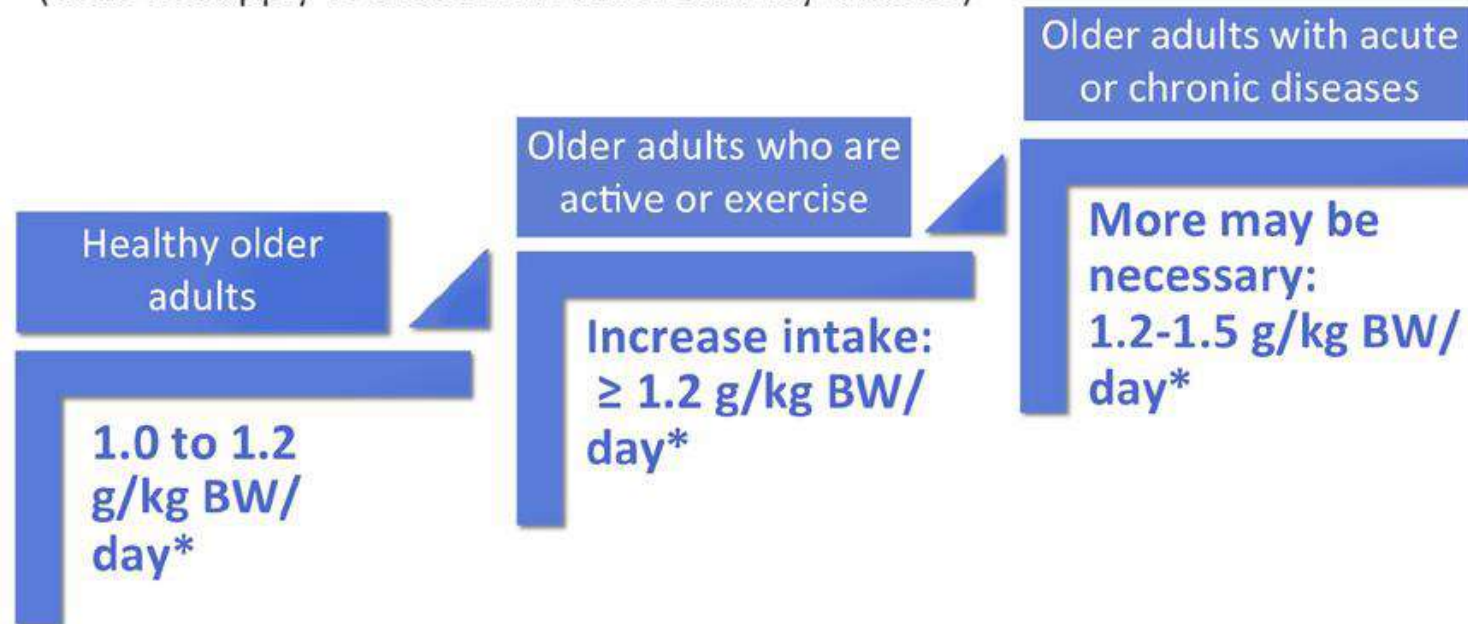 Healthy older
adults
1.0 to 1.2
g/kg BW/
day*
Older adults who are
active or exercise
Increase intake:
≥ 1.2 g/kg BW/
day*
Older adults with acute
or chronic diseases
More may be
necessary:
1.2-1.5 g/kg BW/
day*